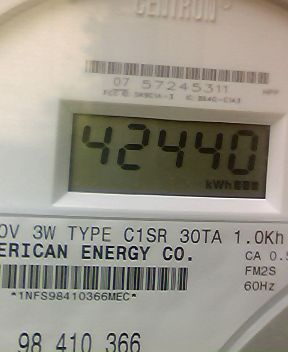 CENTRON
07 57245311
42440
kWh
0V 3W TYPE C1SR 30TA 1.0Kh
ERICAN ENERGY CO.
CA 0.5
FM2S
60Hz
*1NFS98410366MEC*
98 410 366